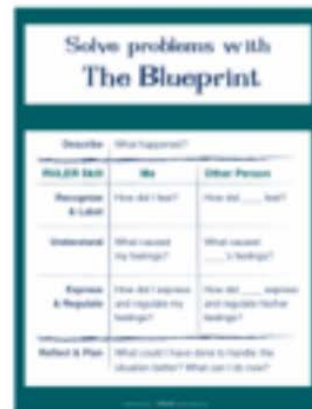 Solve problems with
The Blueprint
Describe What happened?
RULER Skill Me Other Person
Recognize How did I feel? How did ____ feel?
& Label
Understand What caused What caused
my feelings? ____'s feelings?
Express How did I express How did ____ express
& Regulate and regulate my and regulate his/her
feelings? feelings?
Reflect & Plan What could I have done to handle the
situation better? What can I do now?